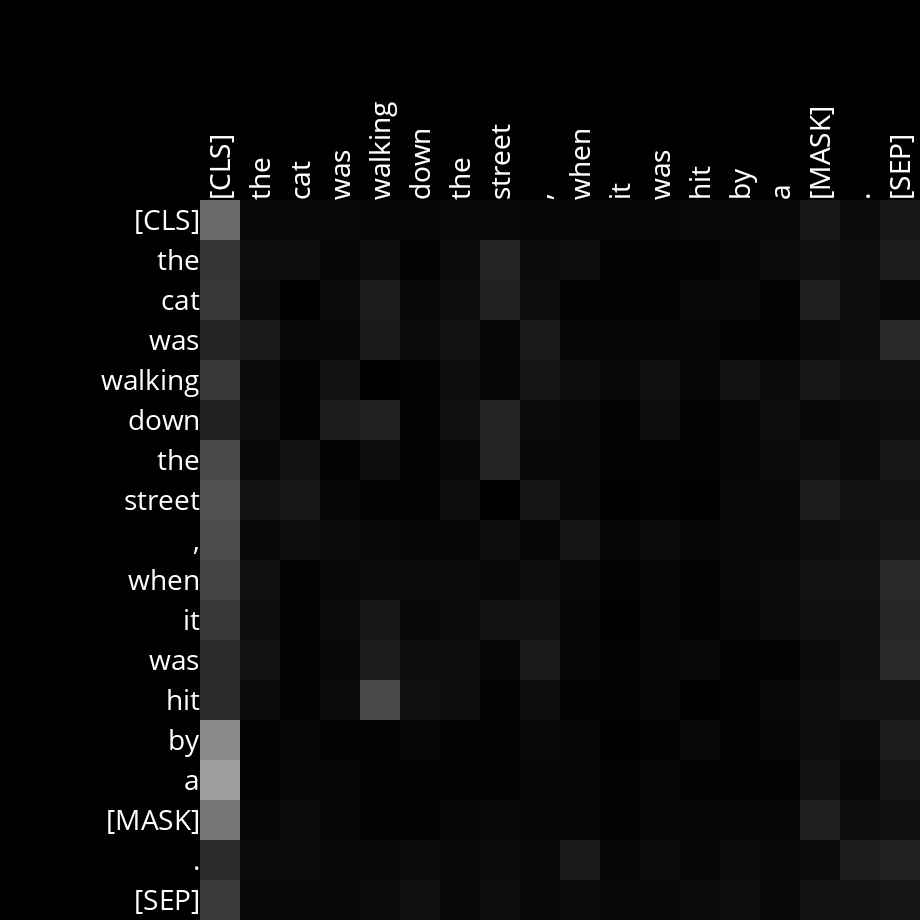 [CLS] the cat was walking down the street , when it was hit by a [MASK] . [SEP]
[CLS]
the
cat
was
walking
down
the
street
,
when
it
was
hit
by
a
[MASK]
.
[SEP]